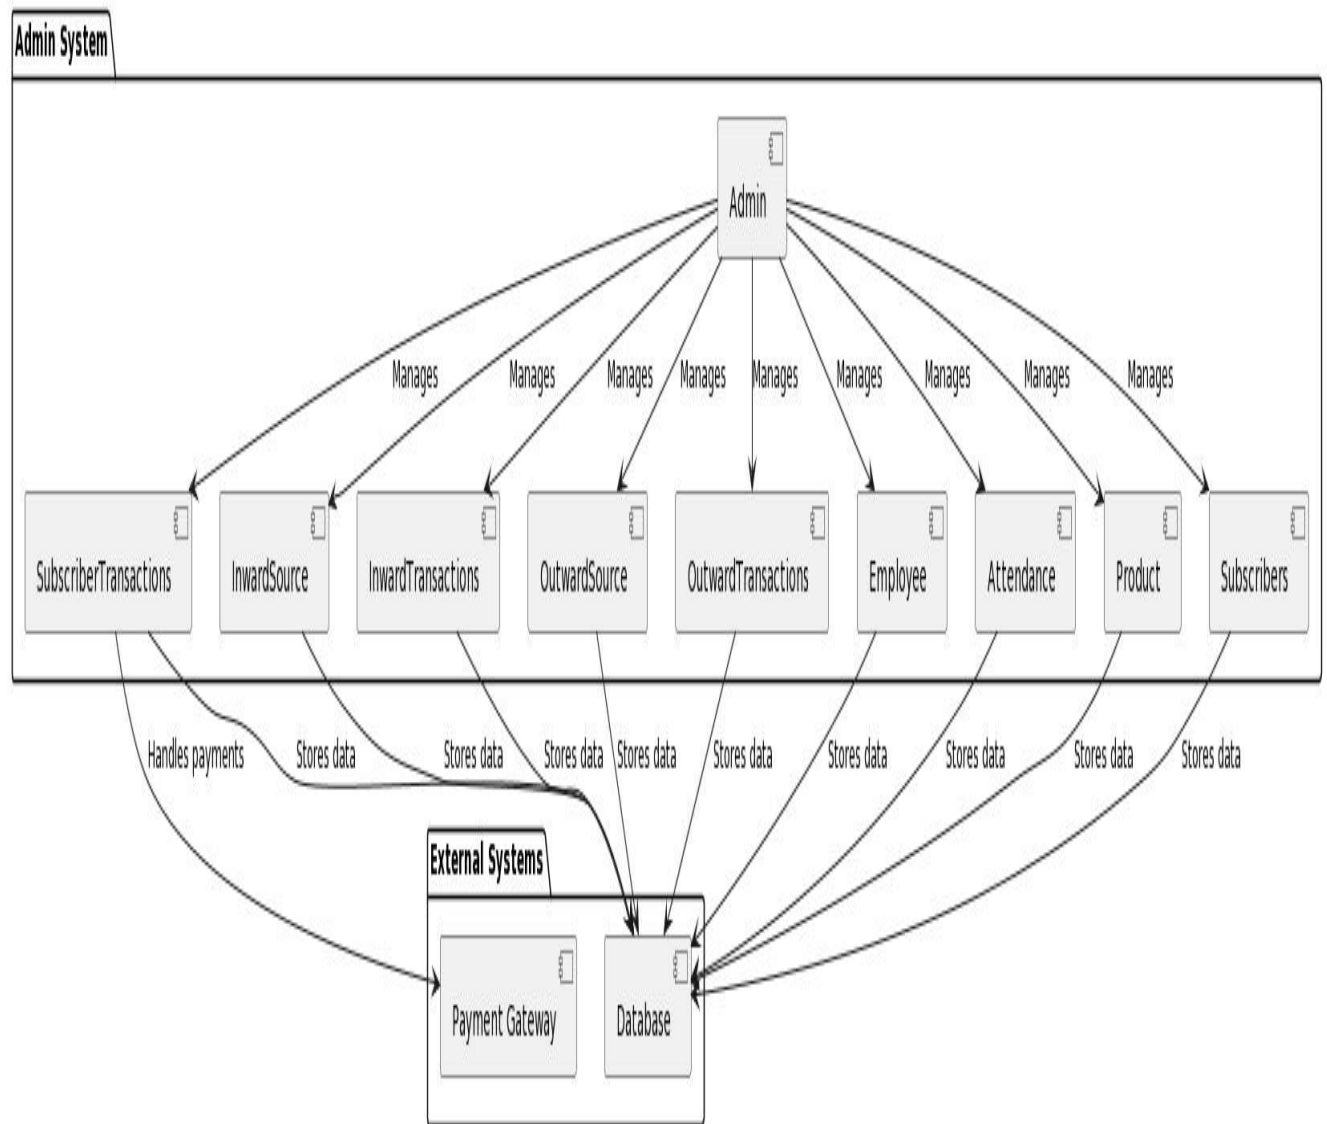 Admin System
Admin
Manages Manages Manages Manages Manages Manages Manages Manages Manages
SubscriberTransactions InwardSource InwardTransactions OutwardSource OutwardTransactions Employee Attendance Product Subscribers
Handles payments Stores data Stores data Stores data Stores data Stores data Stores data Stores data Stores data Stores data
External Systems
Payment Gateway Database